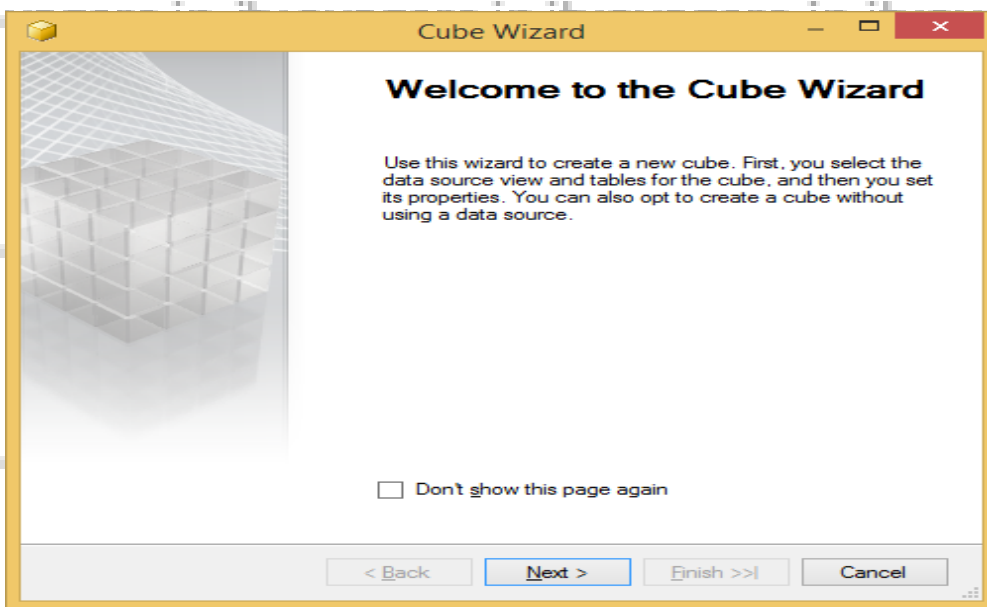 Cube Wizard
Welcome to the Cube Wizard
Use this wizard to create a new cube. First, you select the
data source view and tables for the cube, and then you set
its properties. You can also opt to create a cube without
using a data source.
Don't show this page again
< Back
Next >
Finish >>|
Cancel